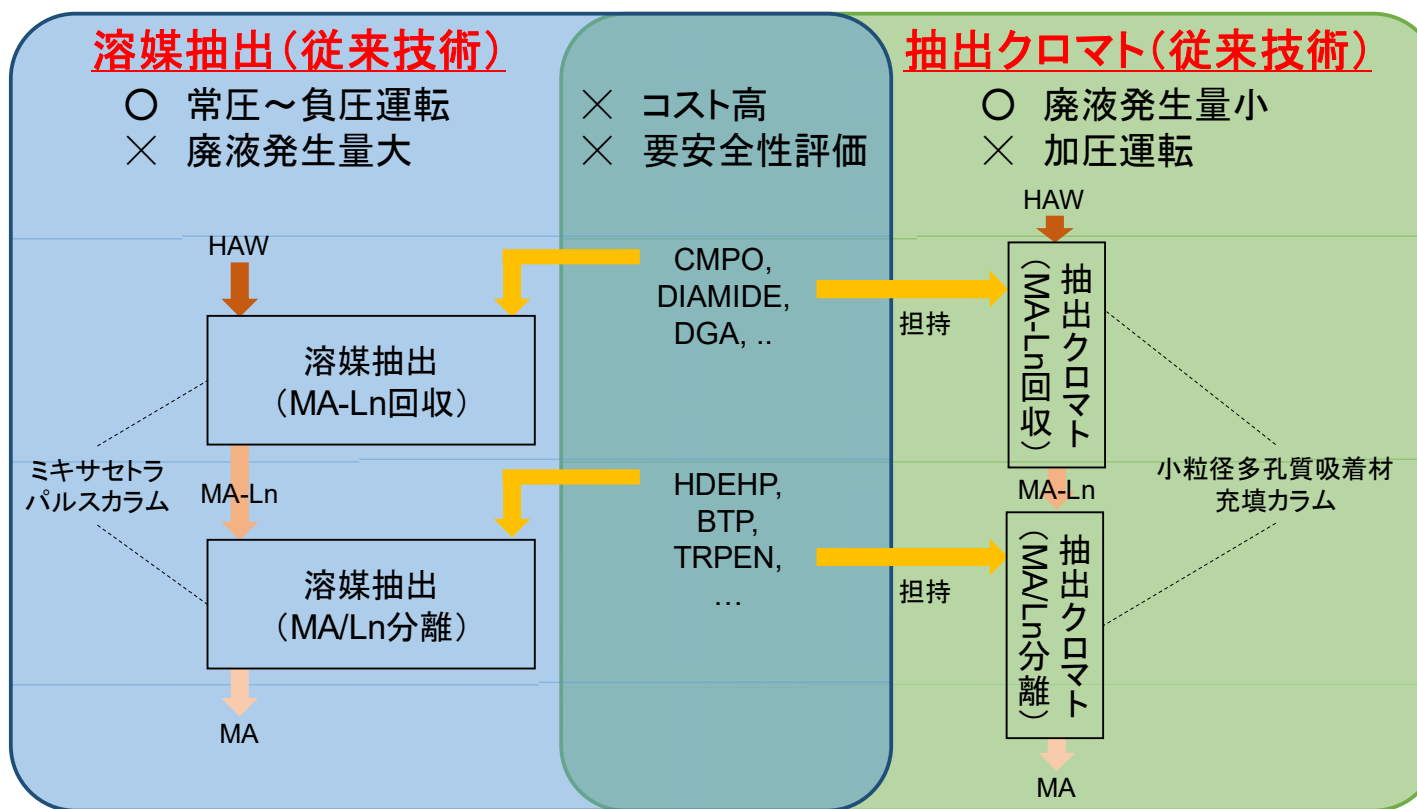 溶媒抽出(従来技術)
〇 常圧～負圧運転
× 廃液発生量大
× コスト高
× 要安全性評価
抽出クロマト(従来技術)
〇 廃液発生量小
× 加圧運転
HAW
溶媒抽出
（MA-Ln回収）
MA-Ln
溶媒抽出
（MA/Ln分離）
MA
ミキサセトラ
パルスカラム
CMPO,
DIAMIDE,
DGA, ..
担持
HDEHP,
BTP,
TRPEN,
…
担持
HAW
抽出クロマト
（MA-Ln回収）
MA-Ln
抽出クロマト
（MA/Ln分離）
MA
小粒径多孔質吸着材
充填カラム